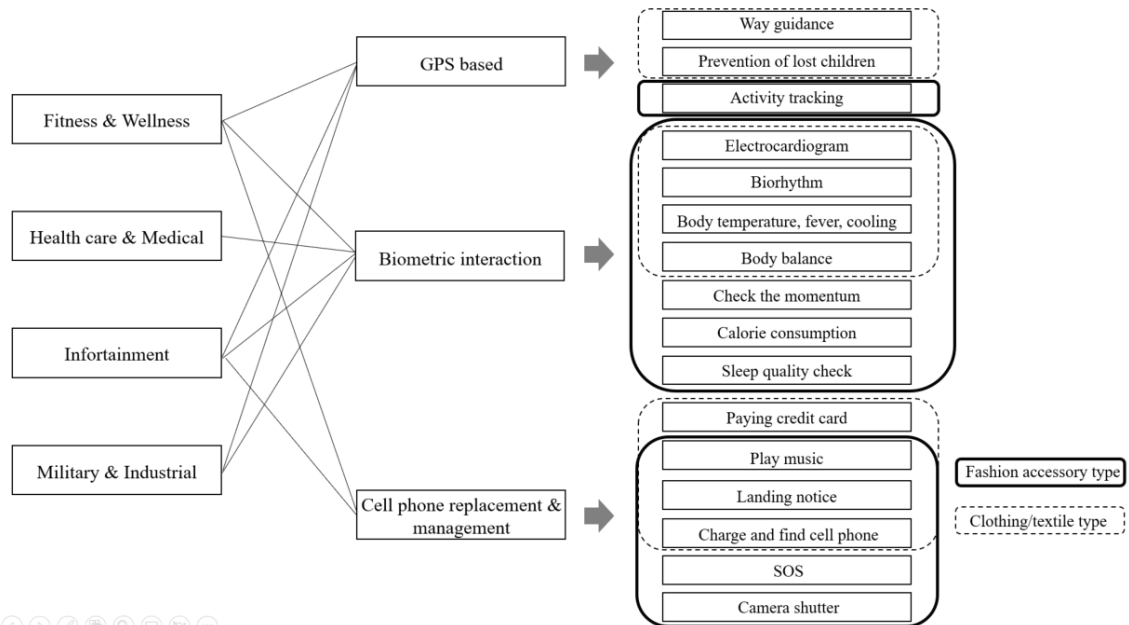 Fitness & Wellness
Health care & Medical
Infortainment
Military & Industrial
GPS based
Biometric interaction
Cell phone replacement &
management
Way guidance
Prevention of lost children
Activity tracking
Electrocardiogram
Biorhythm
Body temperature, fever, cooling
Body balance
Check the momentum
Calorie consumption
Sleep quality check
Paying credit card
Play music
Landing notice
Charge and find cell phone
SOS
Camera shutter
Fashion accessory type
Clothing/textile type